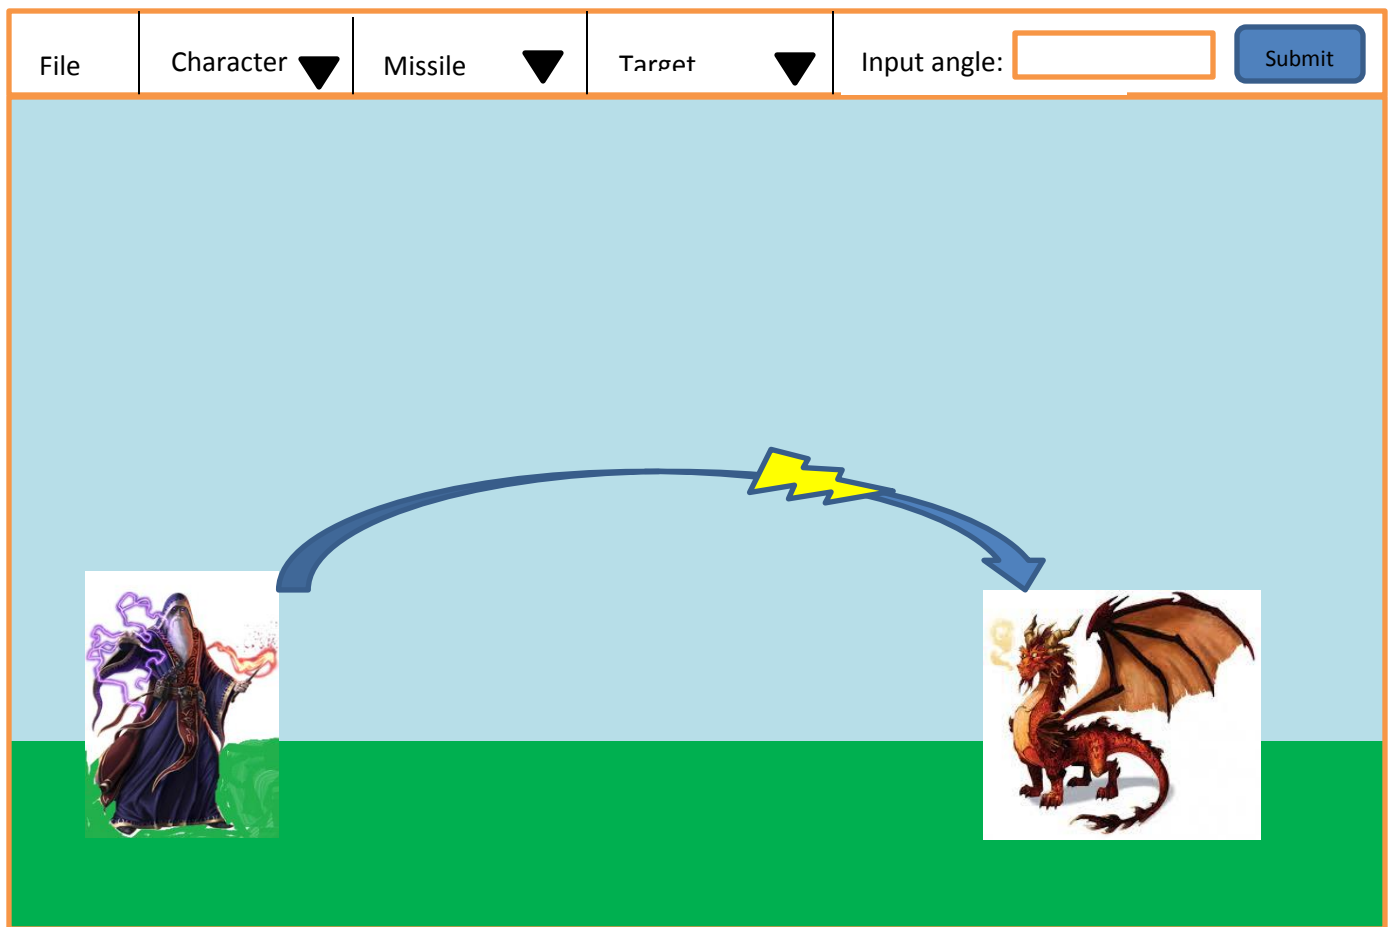 File
Character
Missile
Target
Input angle:
Submit